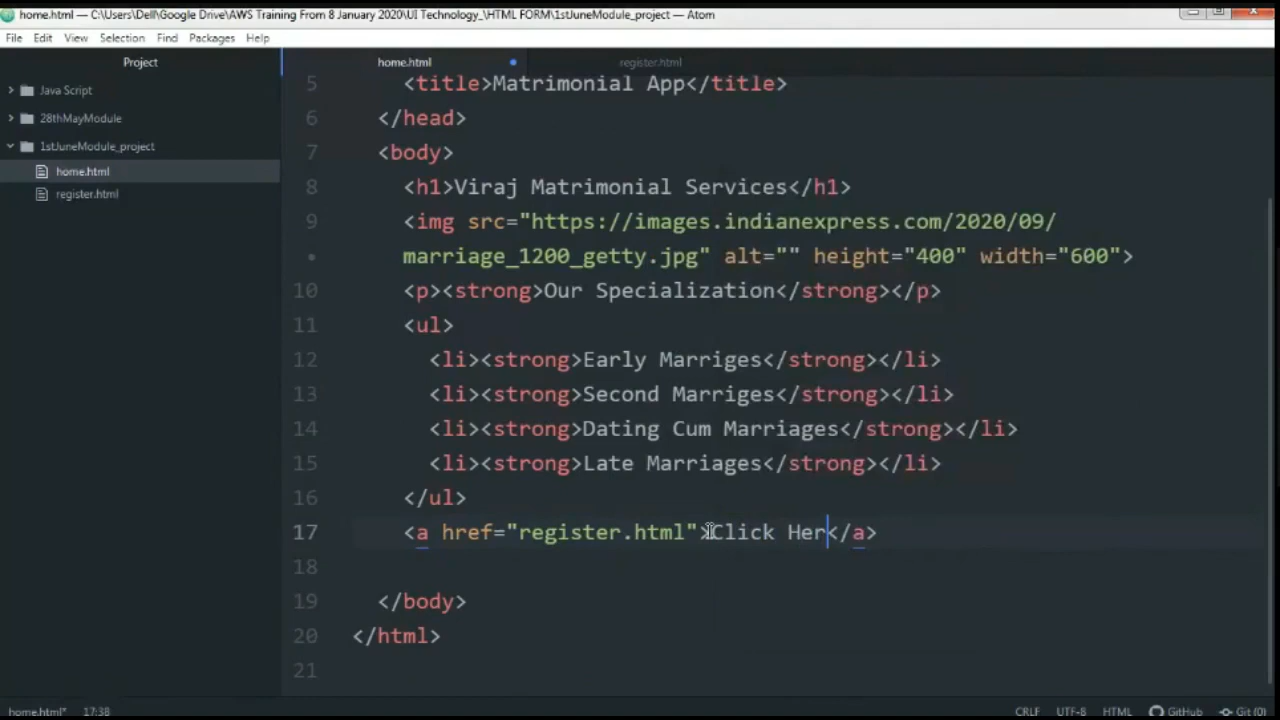 home.html — C:\Users\Dell\Google Drive\AWS Training From 8 January 2020\UI Technology_\HTML FORM\1stJuneModule_project — Atom
File Edit View Selection Find Packages Help
Project
home.html
register.html
Java Script
28thMayModule
1stJuneModule_project
home.html
register.html
5 <title>Matrimonial App</title>
6 </head>
7 <body>
8 <h1>Viraj Matrimonial Services</h1>
9 <img src="https://images.indianexpress.com/2020/09/
• marriage_1200_getty.jpg" alt="" height="400" width="600">
10 <p><strong>Our Specialization</strong></p>
11 <ul>
12 <li><strong>Early Marriges</strong></li>
13 <li><strong>Second Marriges</strong></li>
14 <li><strong>Dating Cum Marriages</strong></li>
15 <li><strong>Late Marriages</strong></li>
16 </ul>
17 <a href="register.html">Click Her</a>
18
19 </body>
20 </html>
21
home.html* 17:38 CRLF UTF-8 HTML GitHub Git (0)